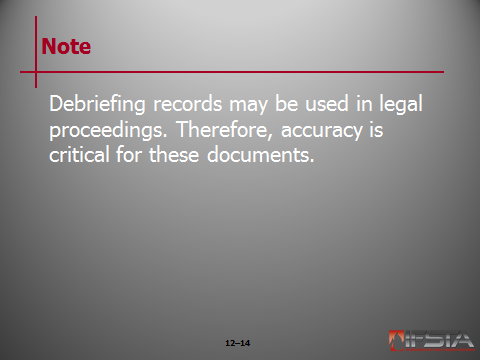 Note
Debriefing records may be used in legal
proceedings. Therefore, accuracy is
critical for these documents.
12–14
IFSTA